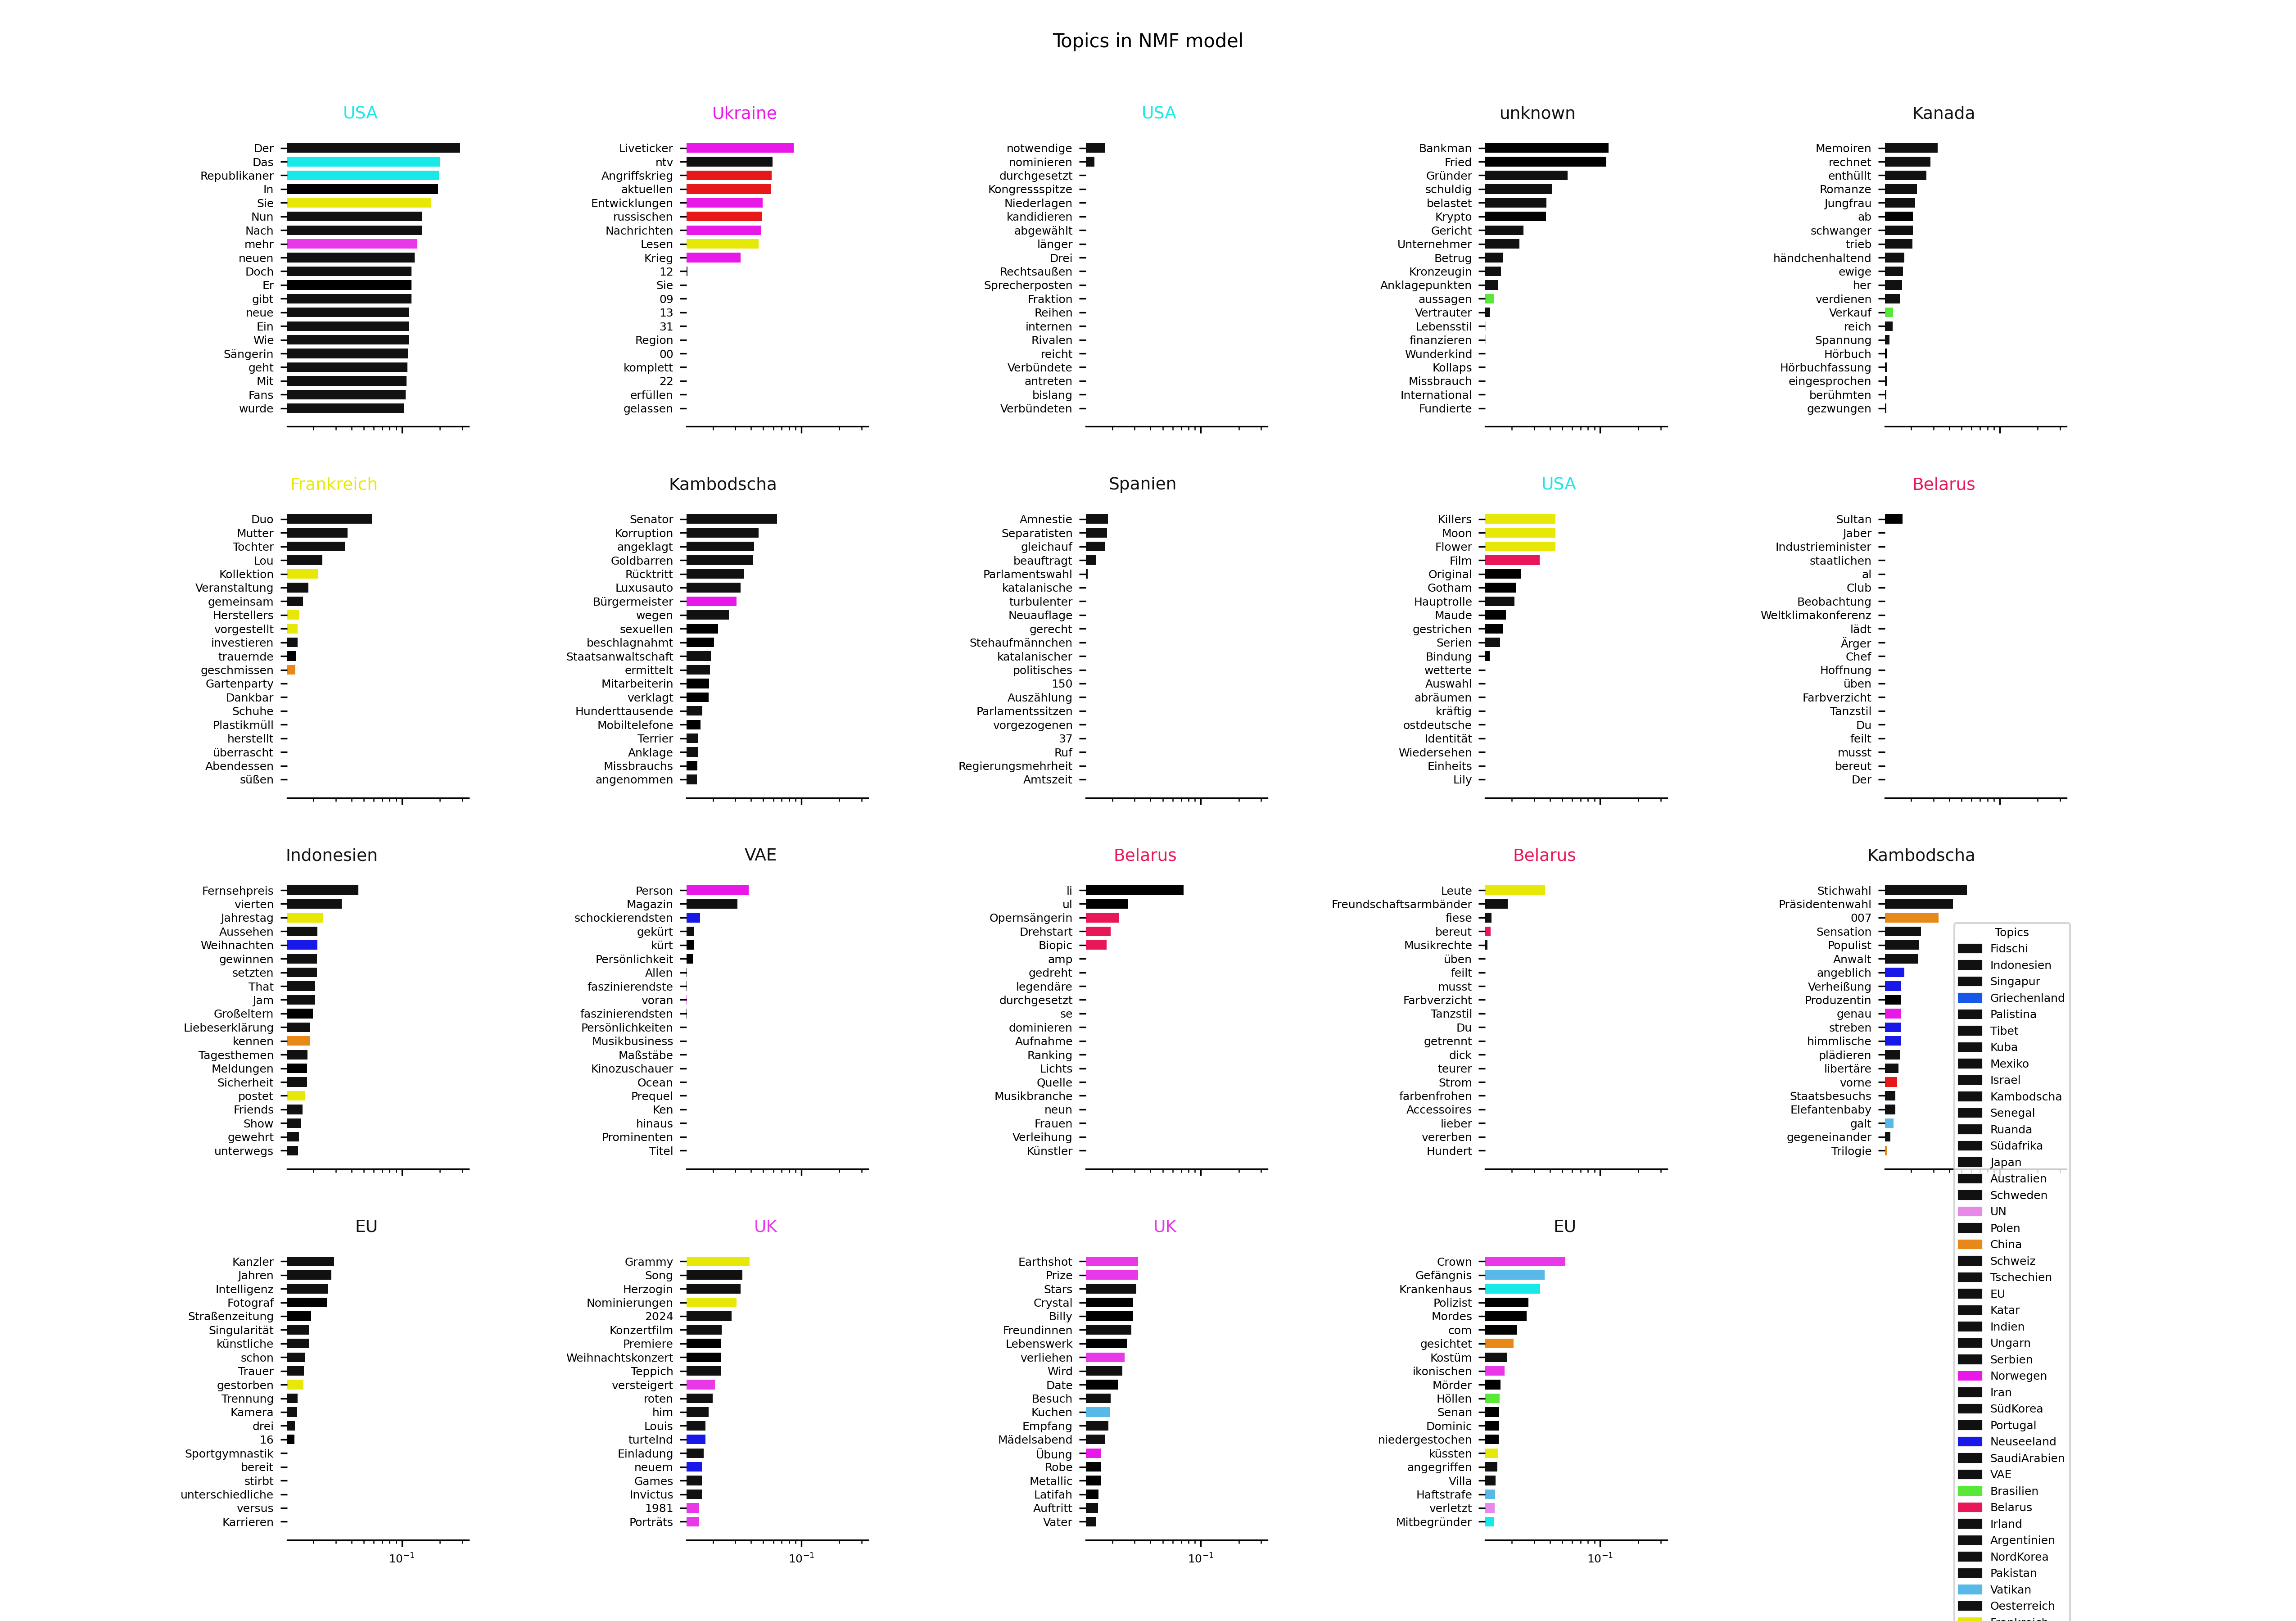 Topics in NMF model
USA
Der
Das
Republikaner
In
Sie
Nun
Nach
mehr
neuen
Doch
Er
gibt
neue
Ein
Wie
Sängerin
geht
Mit
Fans
wurde
Ukraine
Liveticker
ntv
Angriffskrieg
aktuellen
Entwicklungen
russischen
Nachrichten
Lesen
Krieg
12
Sie
09
13
31
Region
00
komplett
22
erfüllen
gelassen
USA
notwendige
nominieren
durchgesetzt
Kongressspitze
Niederlagen
kandidieren
abgewählt
länger
Drei
Rechtsaußen
Sprecherposten
Fraktion
Reihen
internen
Rivalen
reicht
Verbündete
antreten
bislang
Verbündeten
unknown
Bankman
Fried
Gründer
schuldig
belastet
Krypto
Gericht
Unternehmer
Betrug
Kronzeugin
Anklagepunkten
aussagen
Vertrauter
Lebensstil
finanzieren
Wunderkind
Kollaps
Missbrauch
International
Fundierte
Kanada
Memoiren
rechnet
enthüllt
Romanze
Jungfrau
ab
schwanger
trieb
händchenhaltend
ewige
her
verdienen
Verkauf
reich
Spannung
Hörbuch
Hörbuchfassung
eingesprochen
berühmten
gezwungen
Frankreich
Duo
Mutter
Tochter
Lou
Kollektion
Veranstaltung
gemeinsam
Herstellers
vorgestellt
investieren
trauernde
geschmissen
Gartenparty
Dankbar
Schuhe
Plastikmüll
herstellt
überrascht
Abendessen
süßen
Kambodscha
Senator
Korruption
angeklagt
Goldbarren
Rücktritt
Luxusauto
Bürgermeister
wegen
sexuellen
beschlagnahmt
Staatsanwaltschaft
ermittelt
Mitarbeiterin
verklagt
Hunderttausende
Mobiltelefone
Terrier
Anklage
Missbrauchs
angenommen
Spanien
Amnestie
Separatisten
gleichauf
beauftragt
Parlamentswahl
katalanische
turbulenter
Neuauflage
gerecht
Stehaufmännchen
katalanischer
politisches
150
Auszählung
Parlamentssitzen
vorgezogenen
37
Ruf
Regierungsmehrheit
Amtszeit
USA
Killers
Moon
Flower
Film
Original
Gotham
Hauptrolle
Maude
gestrichen
Serien
Bindung
wetterte
Auswahl
abräumen
kräftig
ostdeutsche
Identität
Wiedersehen
Einheits
Lily
Belarus
Sultan
Jaber
Industrieminister
staatlichen
al
Club
Beobachtung
Weltklimakonferenz
lädt
Ärger
Chef
Hoffnung
üben
Farbverzicht
Tanzstil
Du
feilt
musst
bereut
Der
Indonesien
Fernsehpreis
vierten
Jahrestag
Aussehen
Weihnachten
gewinnen
setzten
That
Jam
Großeltern
Liebeserklärung
kennen
Tagesthemen
Meldungen
Sicherheit
postet
Friends
Show
gewehrt
unterwegs
VAE
Person
Magazin
schockierendsten
gekürt
kürt
Persönlichkeit
Allen
faszinierendste
voran
faszinierendsten
Persönlichkeiten
Musikbusiness
Maßstäbe
Kinozuschauer
Ocean
Prequel
Ken
hinaus
Prominenten
Titel
Belarus
li
ul
Opernsängerin
Drehstart
Biopic
amp
gedreht
legendäre
durchgesetzt
se
dominieren
Aufnahme
Ranking
Lichts
Quelle
Musikbranche
neun
Frauen
Verleihung
Künstler
Belarus
Leute
Freundschaftsarmbänder
fiese
bereut
Musikrechte
üben
feilt
musst
Farbverzicht
Tanzstil
Du
getrennt
dick
teurer
Strom
farbenfrohen
Accessoires
lieber
vererben
Hundert
Kambodscha
Stichwahl
Präsidentenwahl
007
Sensation
Populist
Anwalt
angeblich
Verheißung
Produzentin
genau
streben
himmlische
plädieren
libertäre
vorne
Staatsbesuchs
Elefantenbaby
galt
gegeneinander
Trilogie
EU
Kanzler
Jahren
Intelligenz
Fotograf
Straßenzeitung
Singularität
künstliche
schon
Trauer
gestorben
Trennung
Kamera
drei
16
Sportgymnastik
bereit
stirbt
unterschiedliche
versus
Karrieren
10⁻¹
UK
Grammy
Song
Herzogin
Nominierungen
2024
Konzertfilm
Premiere
Weihnachtskonzert
Teppich
versteigert
roten
him
Louis
turtelnd
Einladung
neuem
Games
Invictus
1981
Porträts
10⁻¹
UK
Earthshot
Prize
Stars
Crystal
Billy
Freundinnen
Lebenswerk
verliehen
Wird
Date
Besuch
Kuchen
Empfang
Mädelsabend
Übung
Robe
Metallic
Latifah
Auftritt
Vater
10⁻¹
EU
Crown
Gefängnis
Krankenhaus
Polizist
Mordes
com
gesichtet
Kostüm
ikonischen
Mörder
Höllen
Senan
Dominic
niedergestochen
küssten
angegriffen
Villa
Haftstrafe
verletzt
Mitbegründer
10⁻¹
Topics
Fidschi
Indonesien
Singapur
Griechenland
Palistina
Tibet
Kuba
Mexiko
Israel
Kambodscha
Senegal
Ruanda
Südafrika
Japan
Australien
Schweden
UN
Polen
China
Schweiz
Tschechien
EU
Katar
Indien
Ungarn
Serbien
Norwegen
Iran
SüdKorea
Portugal
Neuseeland
SaudiArabien
VAE
Brasilien
Belarus
Irland
Argentinien
NordKorea
Pakistan
Vatikan
Oesterreich